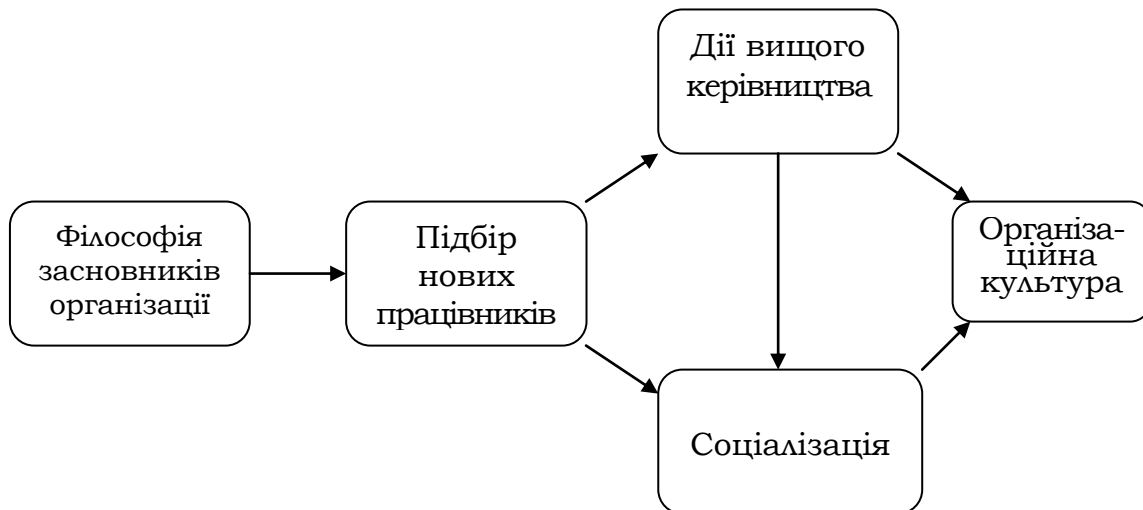 Дії вищого
керівництва
Філософія
засновників
організації
Підбір
нових
працівників
Організа-
ційна
культура
Соціалізація